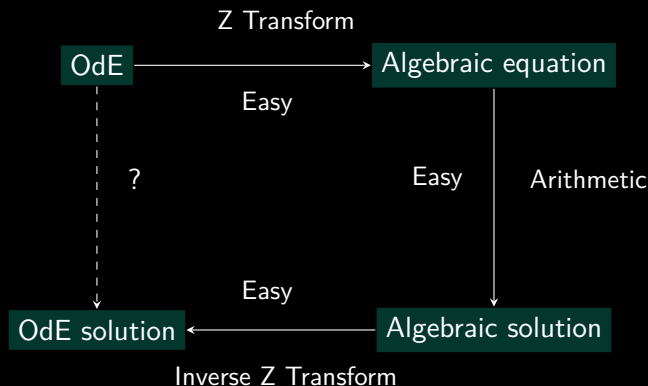 Z Transform
OdE
Algebraic equation
Easy
?
Easy
Arithmetic
Easy
OdE solution
Algebraic solution
Inverse Z Transform